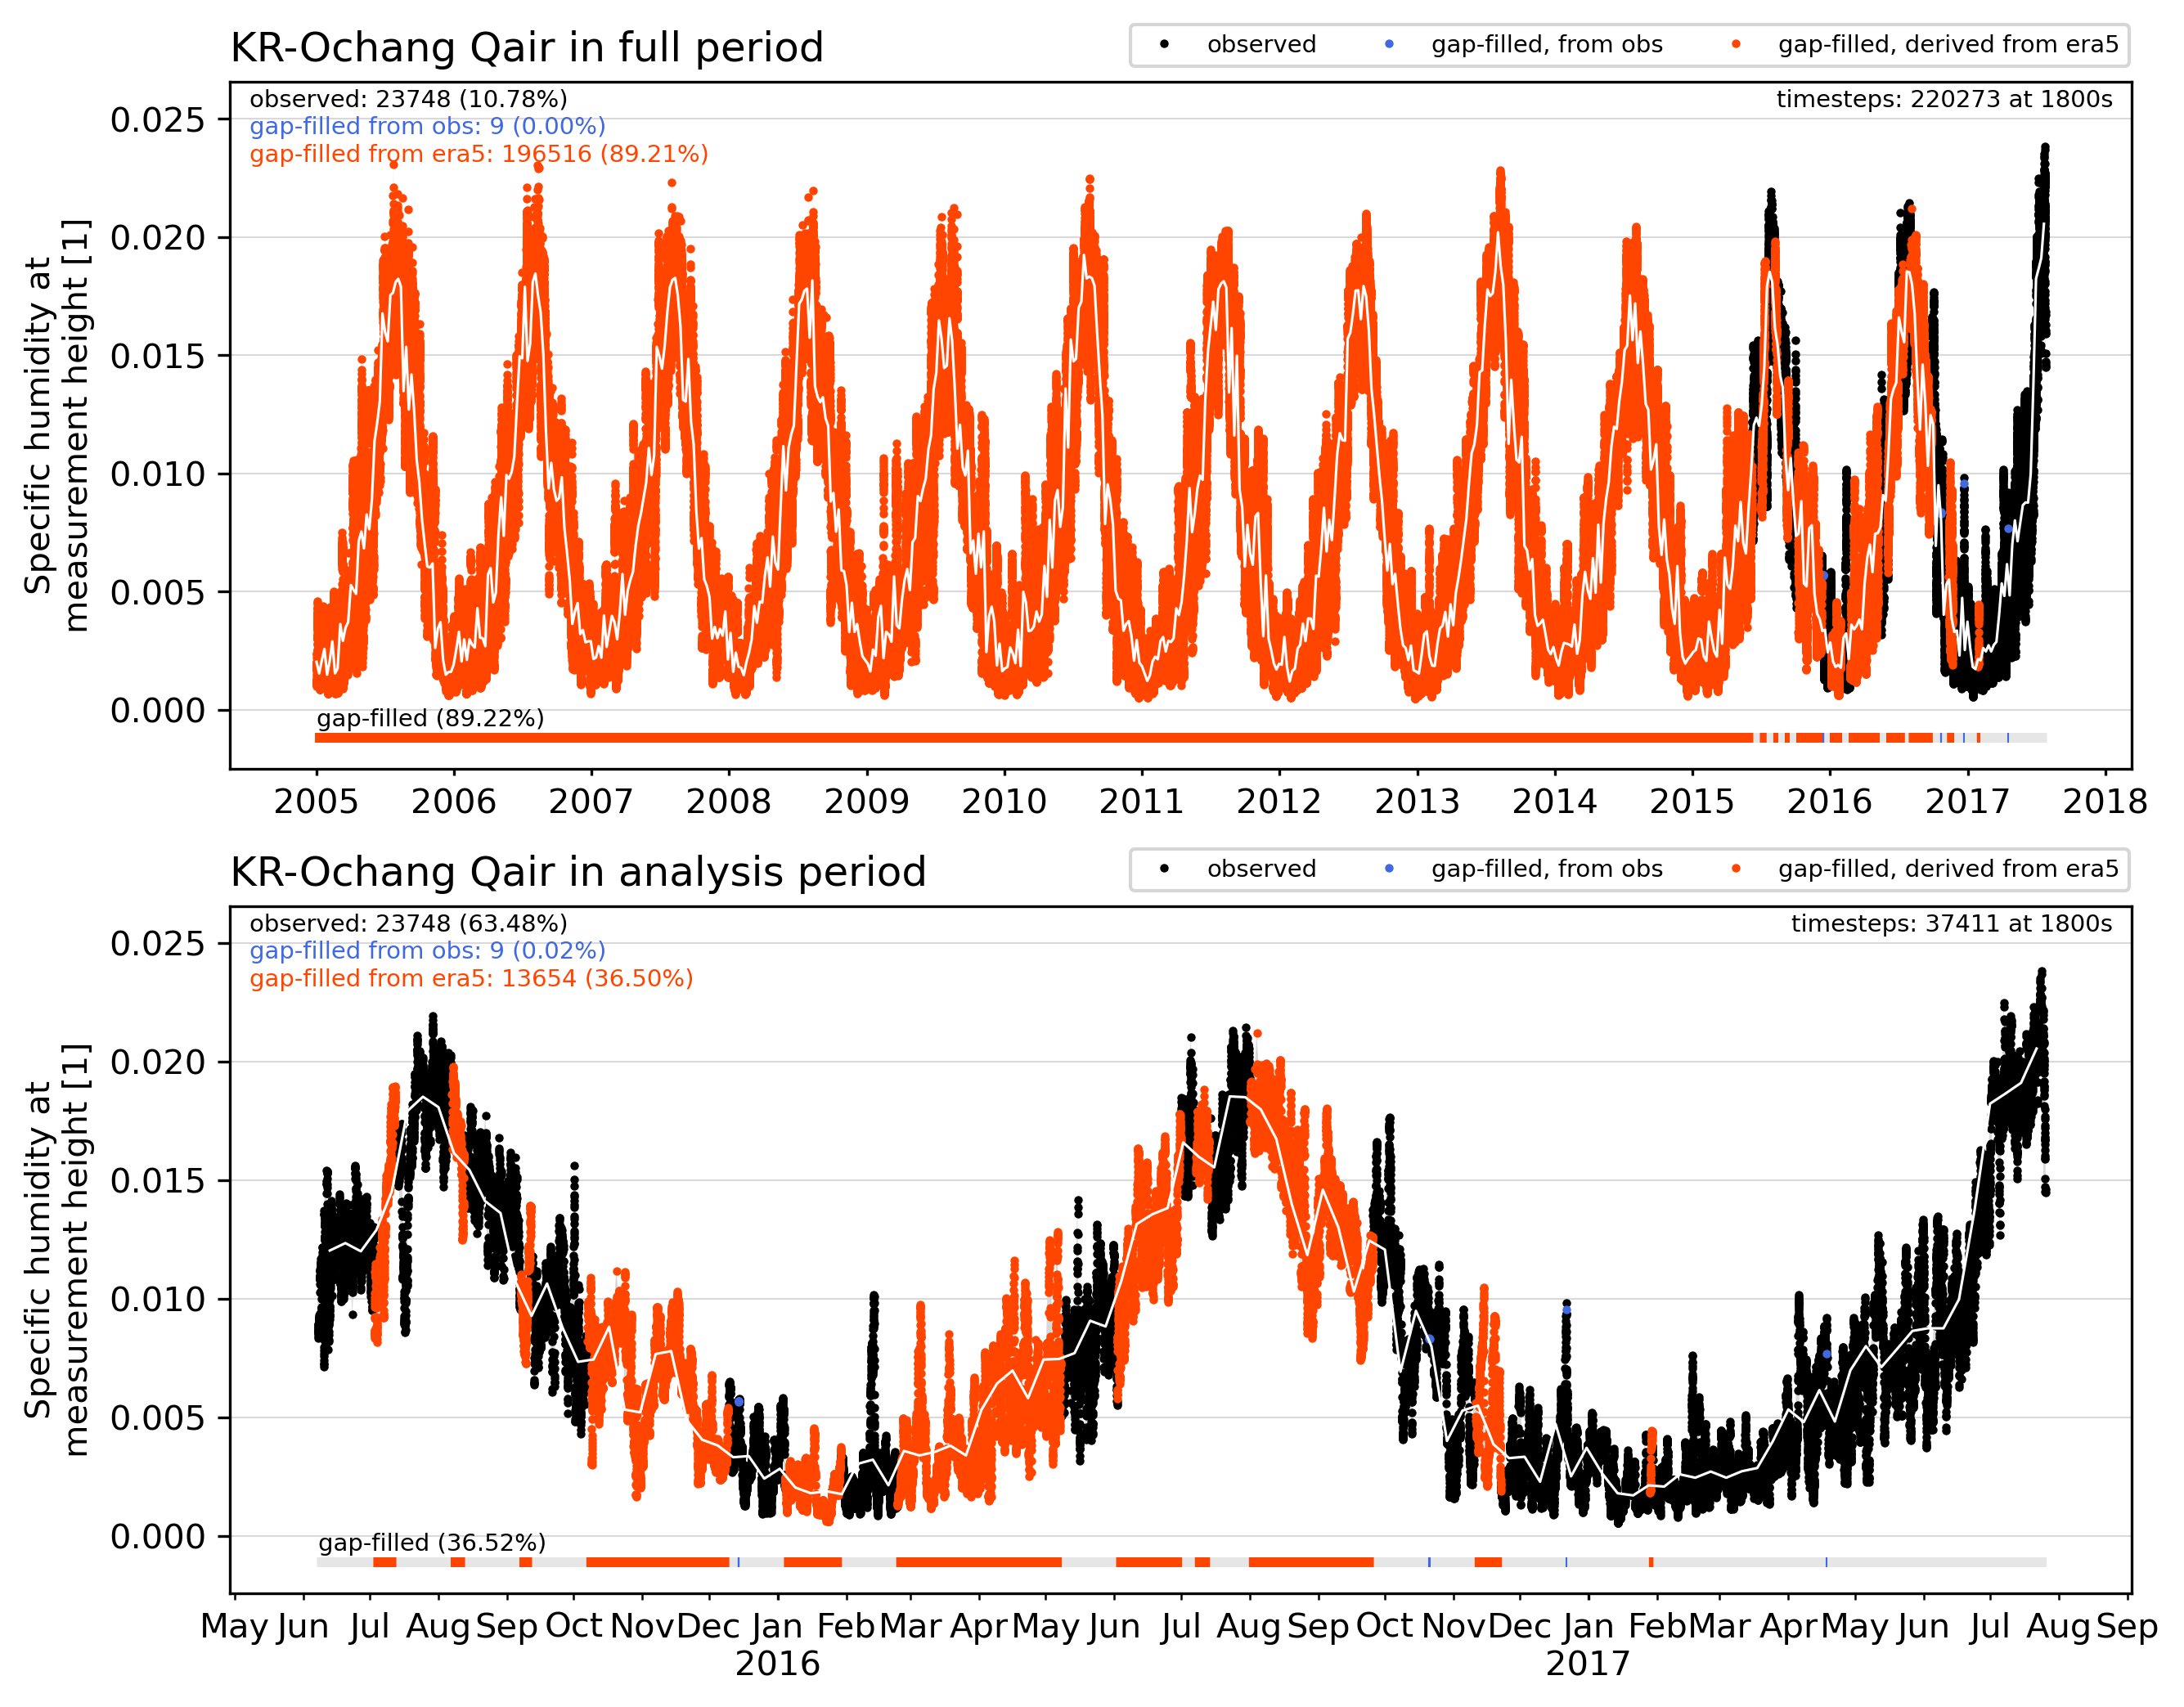 KR-Ochang Qair in full period
observed
gap-filled, from obs
gap-filled, derived from era5
observed: 23748 (10.78%)
gap-filled from obs: 9 (0.00%)
gap-filled from era5: 196516 (89.21%)
timesteps: 220273 at 1800s
Specific humidity at
measurement height [1]
0.025
0.020
0.015
0.010
0.005
0.000
gap-filled (89.22%)
2005 2006 2007 2008 2009 2010 2011 2012 2013 2014 2015 2016 2017 2018
KR-Ochang Qair in analysis period
observed
gap-filled, from obs
gap-filled, derived from era5
observed: 23748 (63.48%)
gap-filled from obs: 9 (0.02%)
gap-filled from era5: 13654 (36.50%)
timesteps: 37411 at 1800s
Specific humidity at
measurement height [1]
0.025
0.020
0.015
0.010
0.005
0.000
gap-filled (36.52%)
May Jun Jul Aug Sep Oct Nov Dec Jan Feb Mar Apr May Jun Jul Aug Sep Oct Nov Dec Jan Feb Mar Apr May Jun Jul Aug Sep
2016 2017